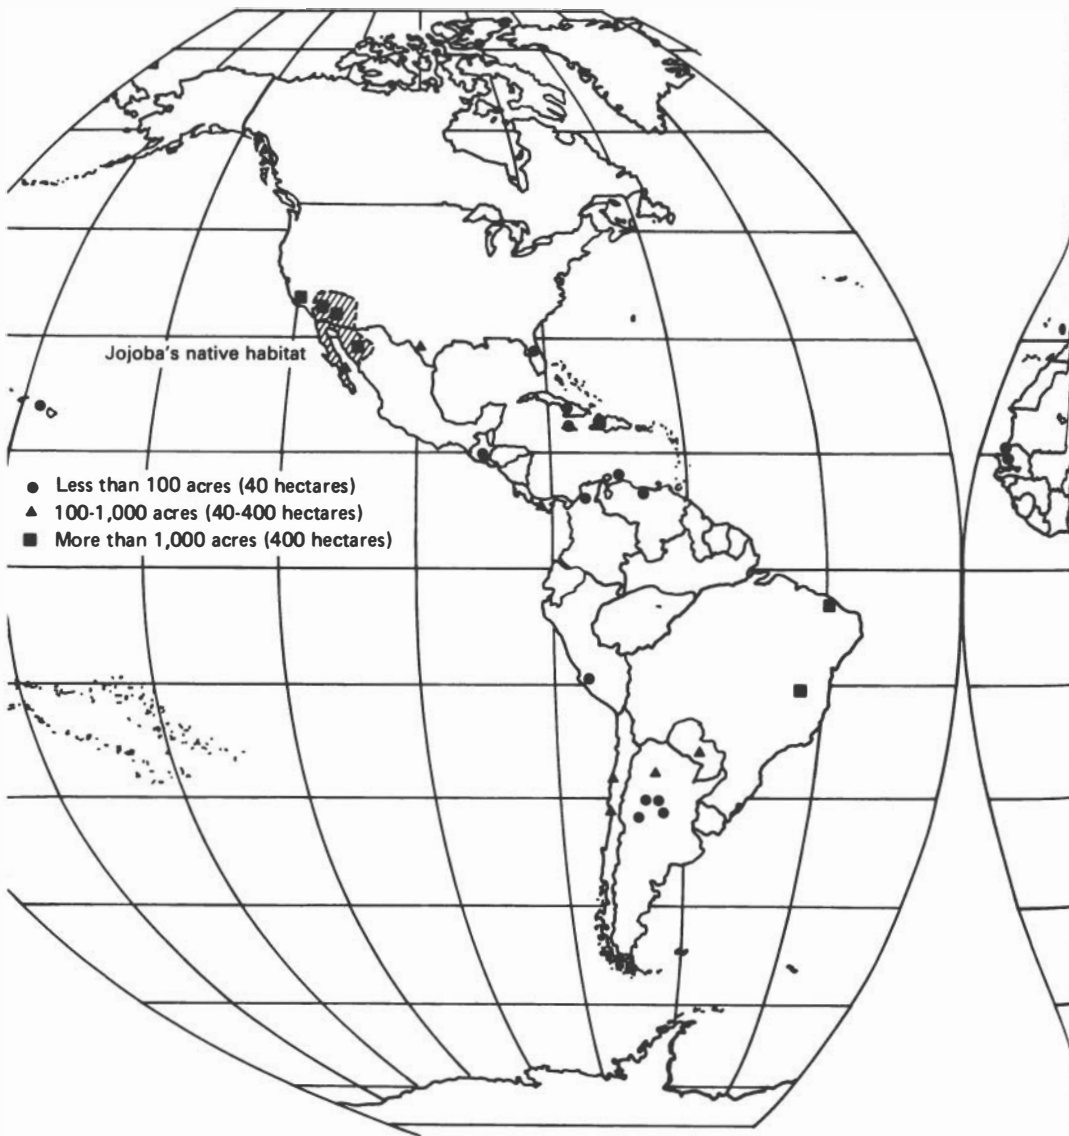 Jojoba's native habitat
Less than 100 acres (40 hectares)
100-1,000 acres (40-400 hectares)
More than 1,000 acres (400 hectares)